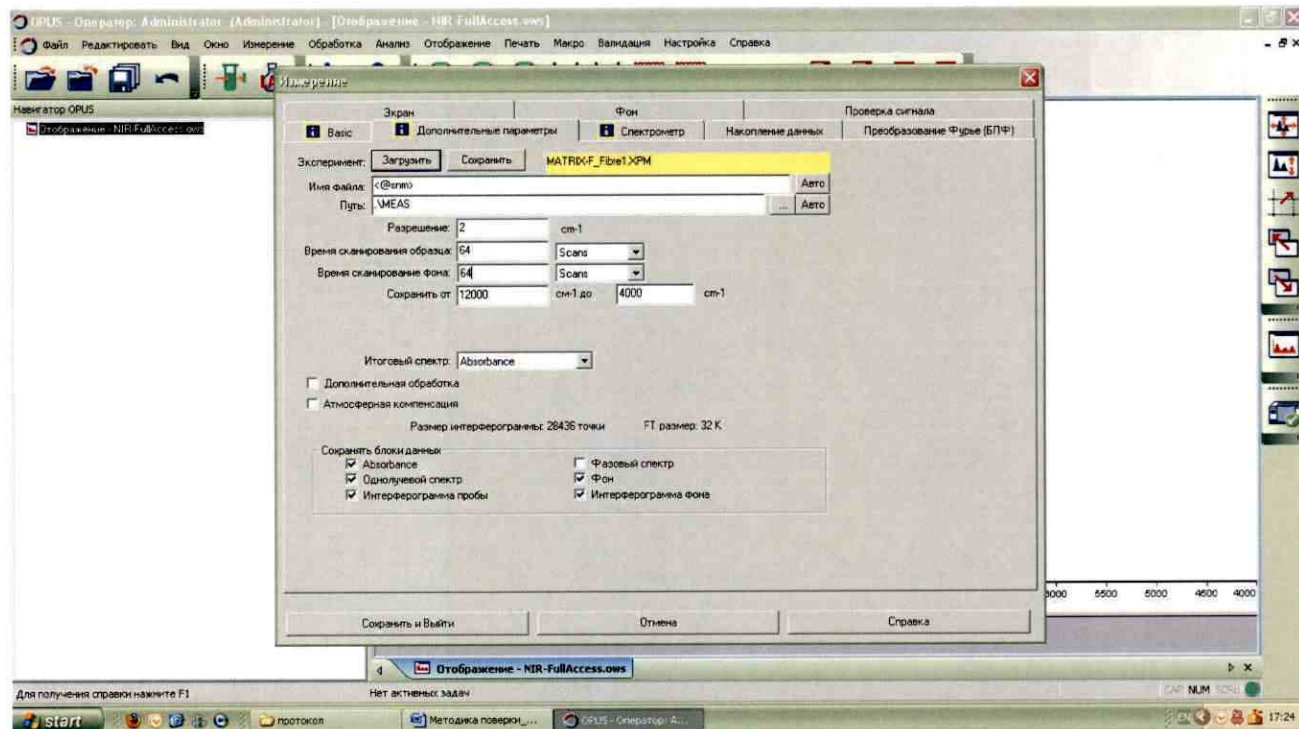 OPUS - Оператор: Administrator (Administrator) - [Отображение - NIR-FullAccess.ows]
Файл Редактировать Вид Окно Измерение Обработка Анализ Отображение Печать Макро Валидация Настройка Справка
Измерение
Навигатор OPUS
Отображение - NIR-FullAccess.ows
Экран Фон Проверка сигнала
Basic Дополнительные параметры Спектрометр Накопление данных Преобразование Фурье (БПФ)
Эксперимент: Загрузить Сохранить MATRIX-F_Fibre1.XPM
Имя файла: <@snm> Авто
Путь: .\MEAS ... Авто
Разрешение: 2 cm-1
Время сканирования образца: 64 Scans
Время сканирование фона: 64 Scans
Сохранить от 12000 см-1 до 4000 cm-1
Итоговый спектр: Absorbance
Дополнительная обработка
Атмосферная компенсация
Размер интерферограммы: 28436 точки FT размер: 32 K
Сохранять блоки данных
Absorbance Фазовый спектр
Однолучевой спектр Фон
Интерферограмма пробы Интерферограмма фона
5500 5000 4500 4000
Сохранить и Выйти Отмена Справка
Отображение - NIR-FullAccess.ows
Для получения справки нажмите F1 Нет активных задач CAP NUM SCRL
start протокол Методика поверки_... OPUS - Оператор: A... EN 17:24